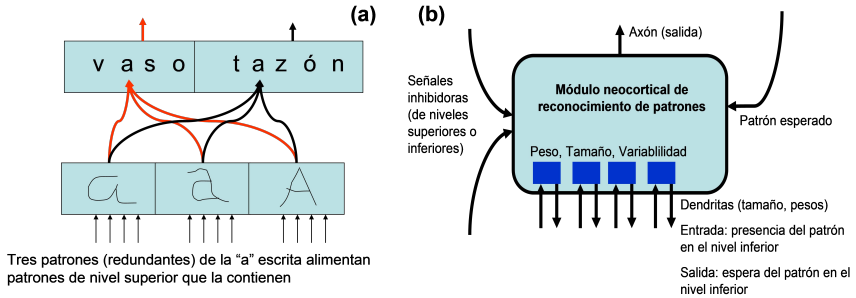 (a)
vaso tazón
a a A
Tres patrones (redundantes) de la “a” escrita alimentan
patrones de nivel superior que la contienen
(b)
Axón (salida)
Señales
inhibidoras
(de niveles
superiores o
inferiores)
Módulo neocortical de
reconocimiento de patrones
Patrón esperado
Peso, Tamaño, Variablilidad
Dendritas (tamaño, pesos)
Entrada: presencia del patrón
en el nivel inferior
Salida: espera del patrón en el
nivel inferior